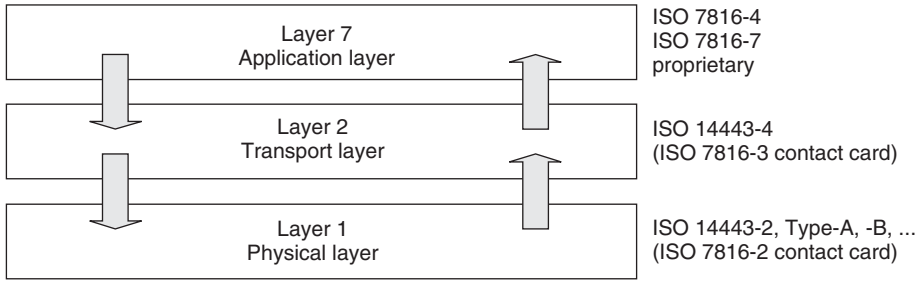 Layer 7
Application layer
ISO 7816-4
ISO 7816-7
proprietary
Layer 2
Transport layer
ISO 14443-4
(ISO 7816-3 contact card)
Layer 1
Physical layer
ISO 14443-2, Type-A, -B, ...
(ISO 7816-2 contact card)